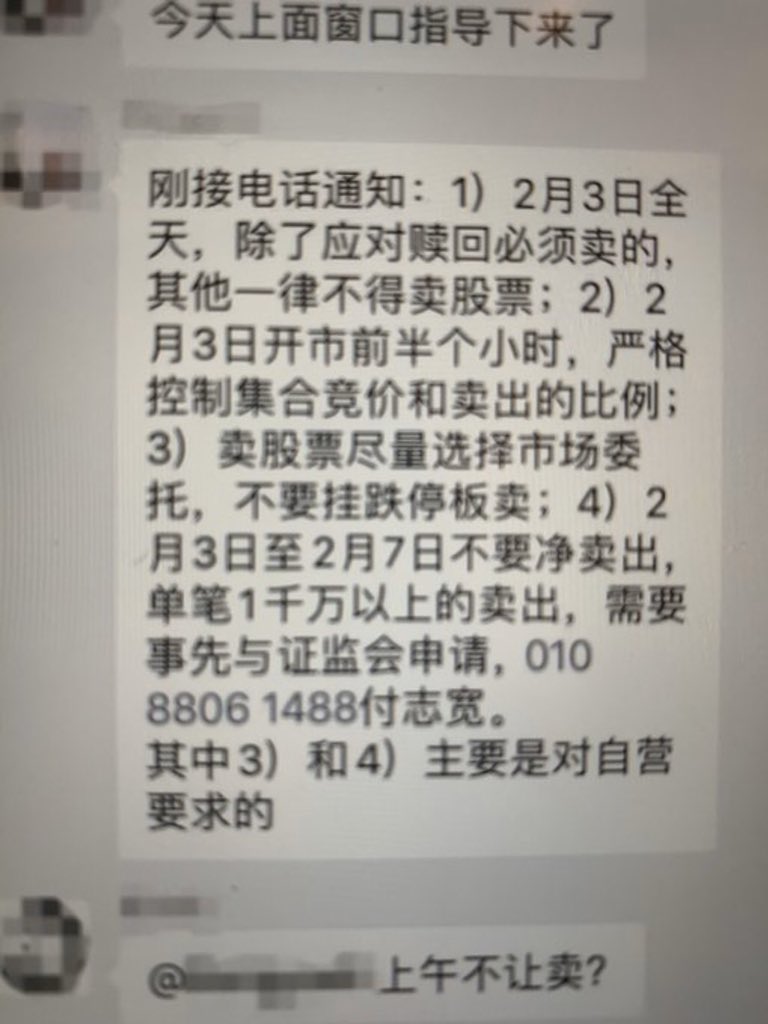 今天上面窗口指导下来了
刚接电话通知：1）2月3日全
天，除了应对赎回必须卖的，
其他一律不得卖股票；2）2
月3日开市前半个小时，严格
控制集合竞价和卖出的比例；
3）卖股票尽量选择市场委
托，不要挂跌停板卖；4）2
月3日至2月7日不要净卖出，
单笔1千万以上的卖出，需要
事先与证监会申请，010
8806 1488付志宽。
其中3）和4）主要是对自营
要求的
@ 上午不让卖？